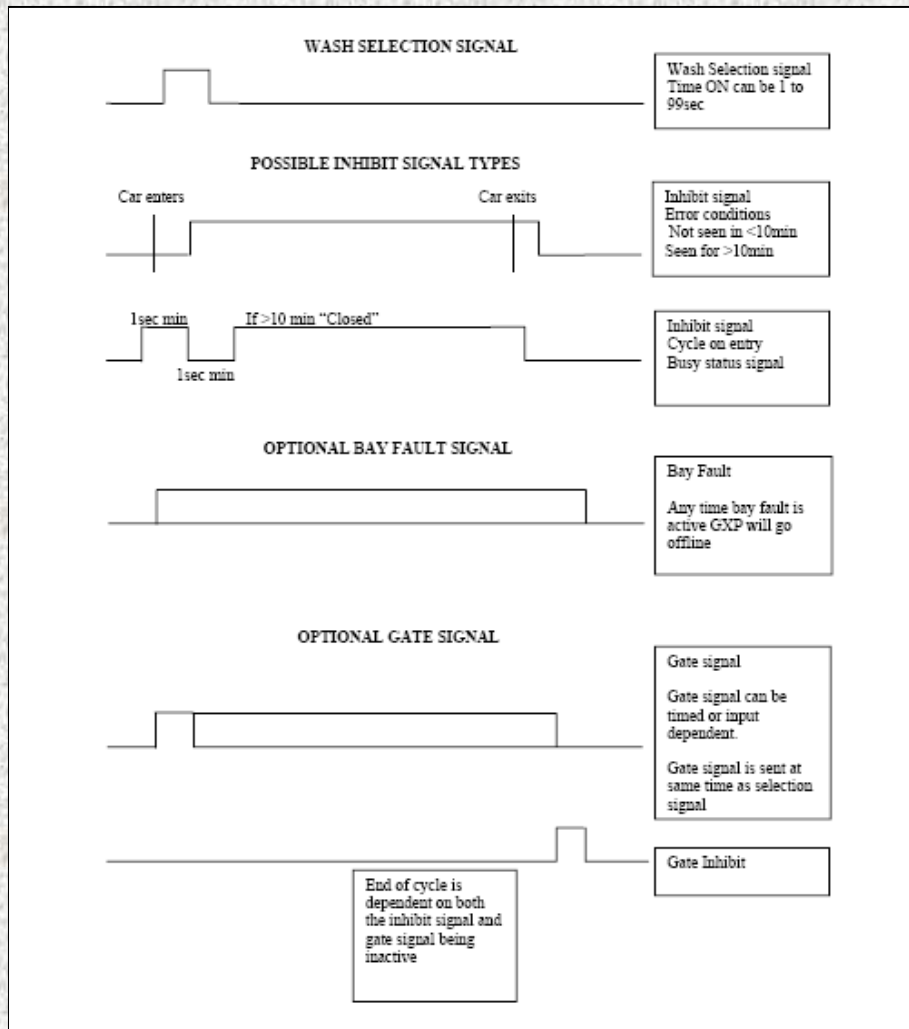 WASH SELECTION SIGNAL
Wash Selection signal
Time ON can be 1 to
99sec
POSSIBLE INHIBIT SIGNAL TYPES
Car enters
Car exits
Inhibit signal
Error conditions
Not seen in <10min
Seen for >10min
1sec min
If >10 min “Closed”
1sec min
Inhibit signal
Cycle on entry
Busy status signal
OPTIONAL BAY FAULT SIGNAL
Bay Fault
Any time bay fault is
active GXP will go
offline
OPTIONAL GATE SIGNAL
Gate signal
Gate signal can be
timed or input
dependent.
Gate signal is sent at
same time as selection
signal
Gate Inhibit
End of cycle is
dependent on both
the inhibit signal and
gate signal being
inactive